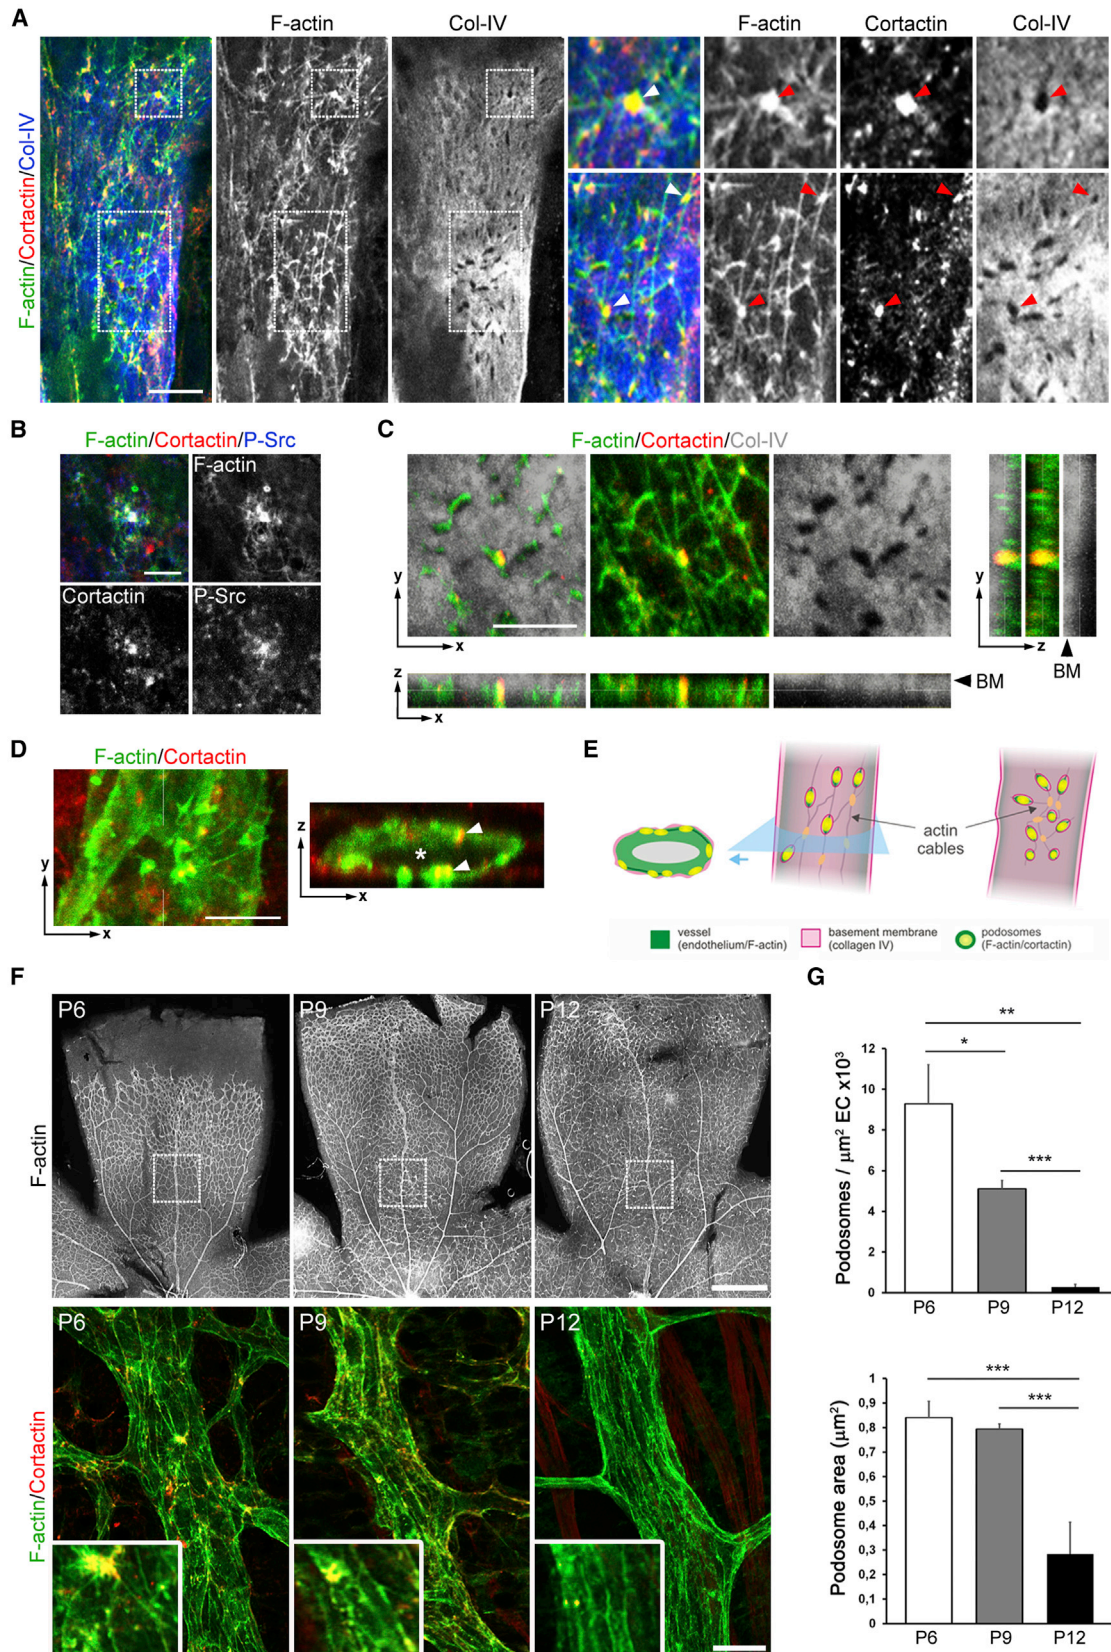 A
F-actin
Col-IV
F-actin
Cortactin
Col-IV
F-actin/Cortactin/Col-IV
B
F-actin/Cortactin/P-Src
F-actin
Cortactin
P-Src
C
F-actin/Cortactin/Col-IV
y
x
z
x
BM
y
z
BM
D
F-actin/Cortactin
y
x
z
*
x
E
actin
cables
vessel
(endothelium/F-actin)
basement membrane
(collagen IV)
podosomes
(F-actin/cortactin)
F
F-actin
P6
P9
P12
F-actin/Cortactin
P6
P9
P12
G
Podosomes / μm² EC x10³
12
10
8
6
4
2
0
**
*
***
P6
P9
P12
Podosome area (μm²)
1
0,9
0,8
0,7
0,6
0,5
0,4
0,3
0,2
0,1
0
***
***
P6
P9
P12